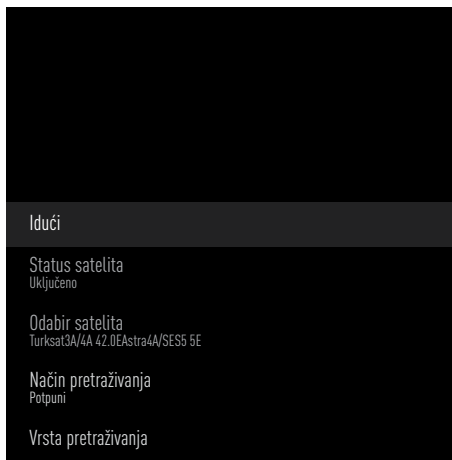 Idući
Status satelita
Uključeno
Odabir satelita
Turksat3A/4A 42.0EAstra4A/SES5 5E
Način pretraživanja
Potpuni
Vrsta pretraživanja